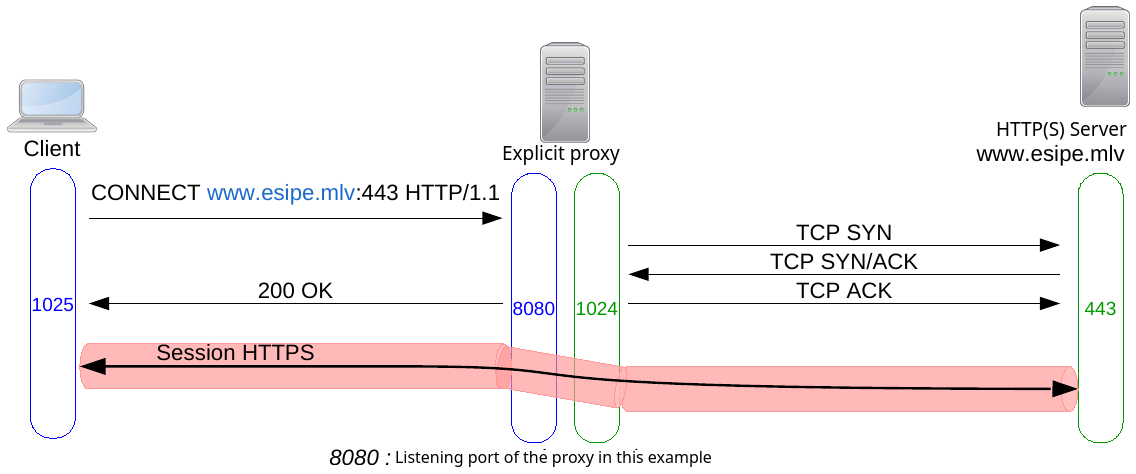 HTTP(S) Server
www.esipe.mlv
Client
Explicit proxy
CONNECT www.esipe.mlv:443 HTTP/1.1
TCP SYN
TCP SYN/ACK
200 OK
TCP ACK
1025
8080
1024
443
Session HTTPS
8080 : Listening port of the proxy in this example